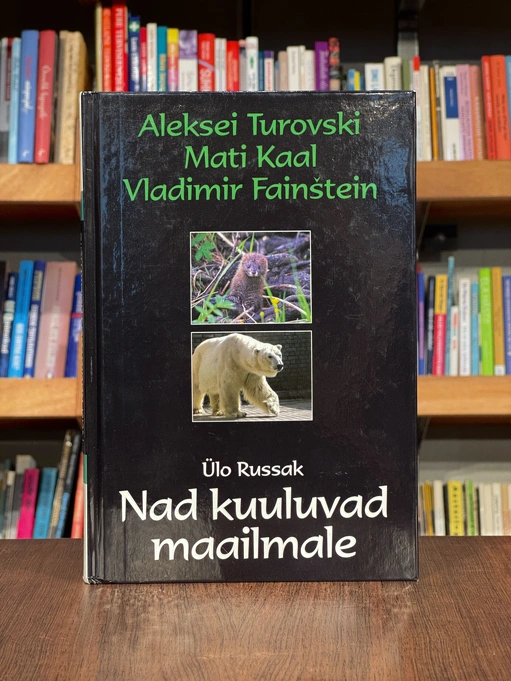 Aleksei Turovski
Mati Kaal
Vladimir Fainštein
Ülo Russak
Nad kuuluvad
maailmale